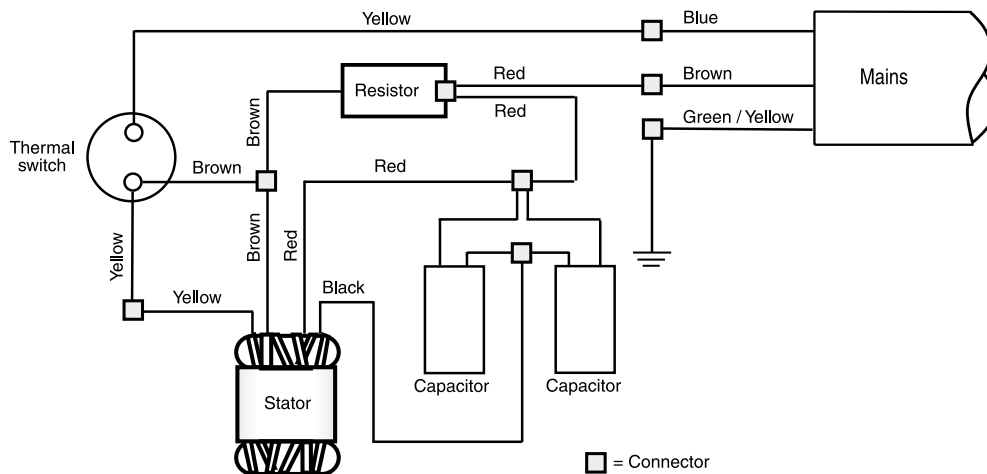 Yellow
Blue
Resistor
Red
Brown
Mains
Red
Green / Yellow
Brown
Thermal
switch
Brown
Red
Brown
Red
Yellow
Yellow
Black
Capacitor
Capacitor
Stator
= Connector